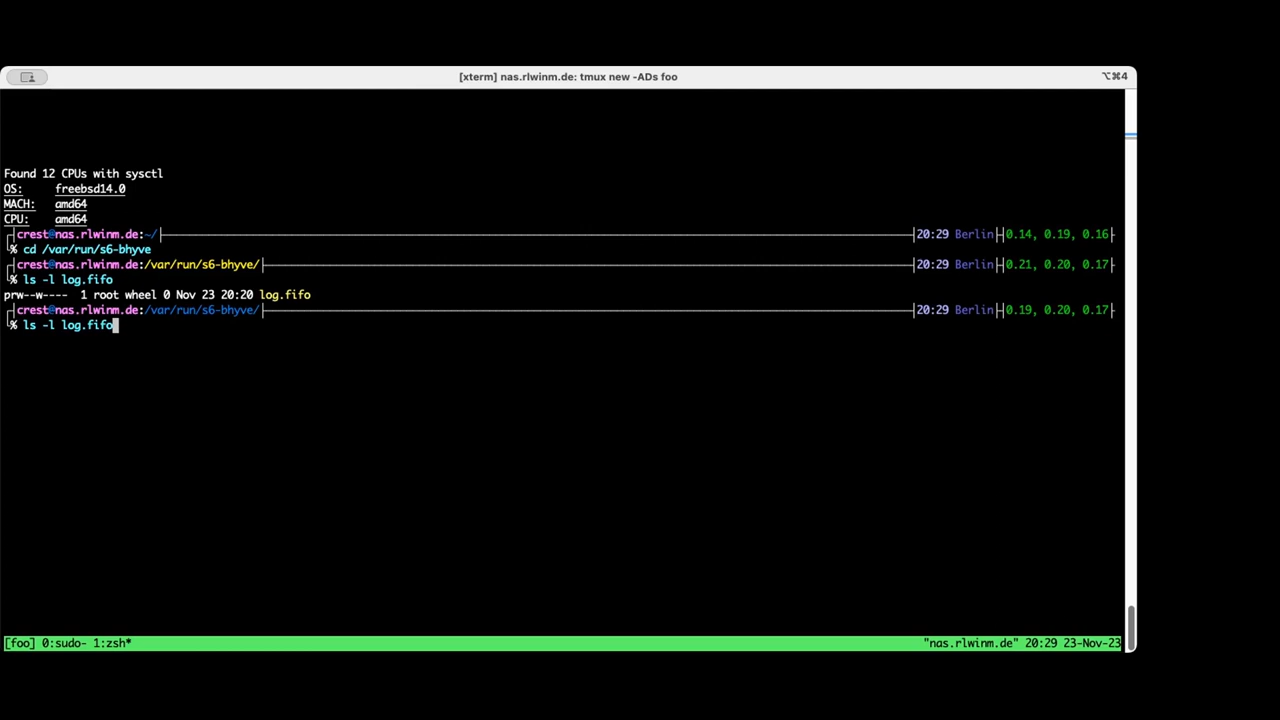 [xterm] nas.rlwinm.de: tmux new -ADs foo
⌥⌘4
Found 12 CPUs with sysctl
OS: freebsd14.0
MACH: amd64
CPU: amd64
crest@nas.rlwinm.de:~/ 20:29 Berlin 0.14, 0.19, 0.16
% cd /var/run/s6-bhyve
crest@nas.rlwinm.de:/var/run/s6-bhyve/ 20:29 Berlin 0.21, 0.20, 0.17
% ls -l log.fifo
prw--w---- 1 root wheel 0 Nov 23 20:20 log.fifo
crest@nas.rlwinm.de:/var/run/s6-bhyve/ 20:29 Berlin 0.19, 0.20, 0.17
% ls -l log.fifo
[foo] 0:sudo- 1:zsh* "nas.rlwinm.de" 20:29 23-Nov-23